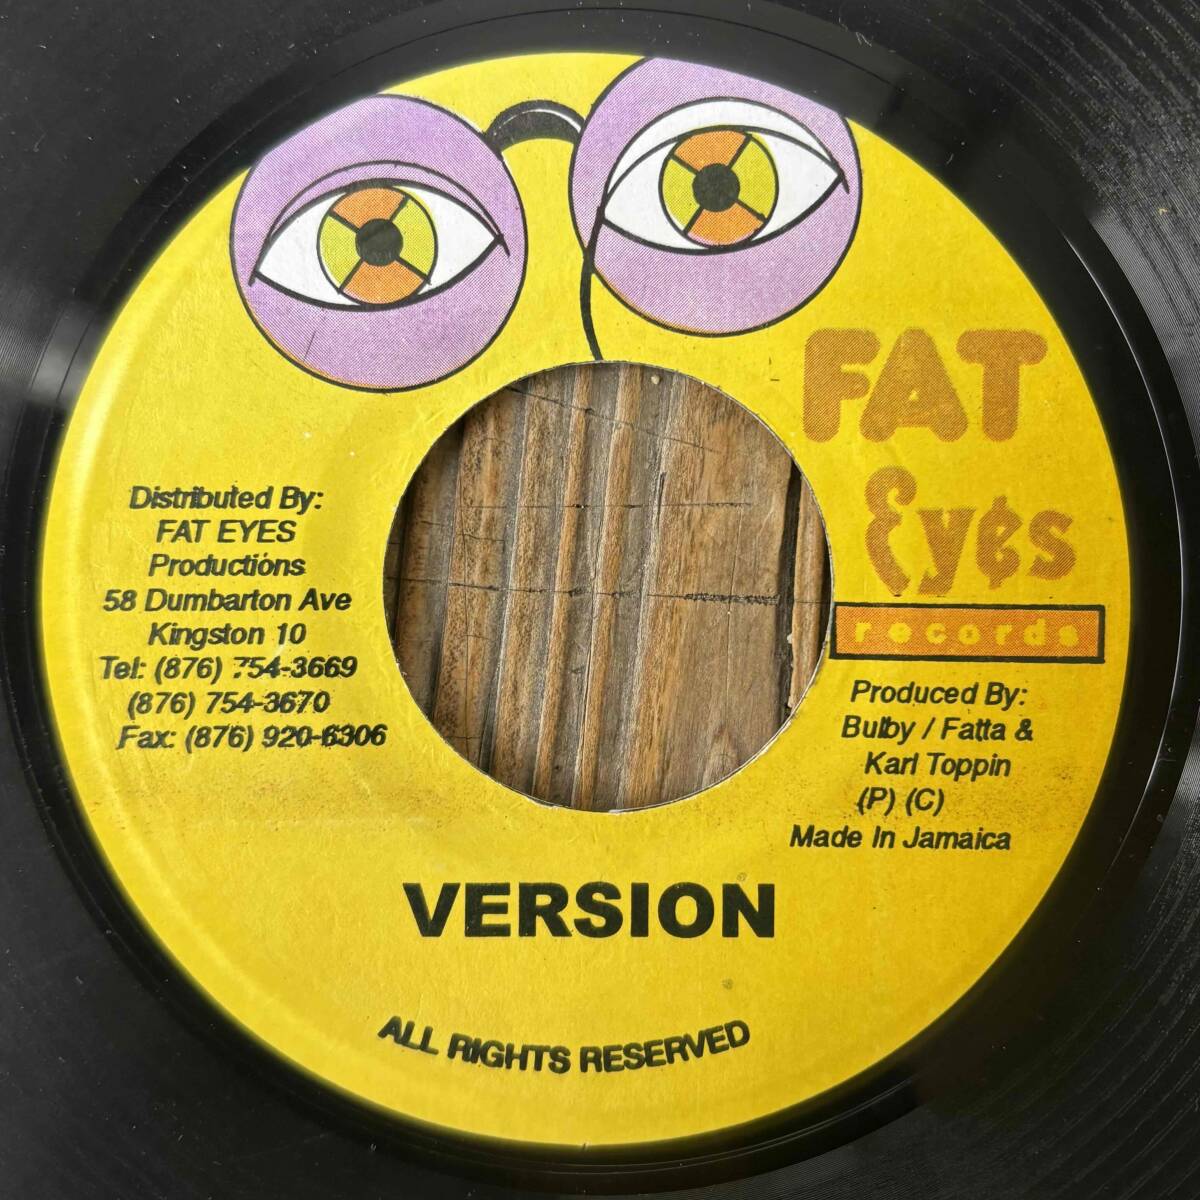 FAT
Eyes
records
Distributed By:
FAT EYES
Productions
58 Dumbarton Ave
Kingston 10
Tel: (876) 754-3669
(876) 754-3670
Fax: (876) 920-6306
Produced By:
Bulby / Fatta &
Karl Toppin
(P) (C)
Made In Jamaica
VERSION
ALL RIGHTS RESERVED